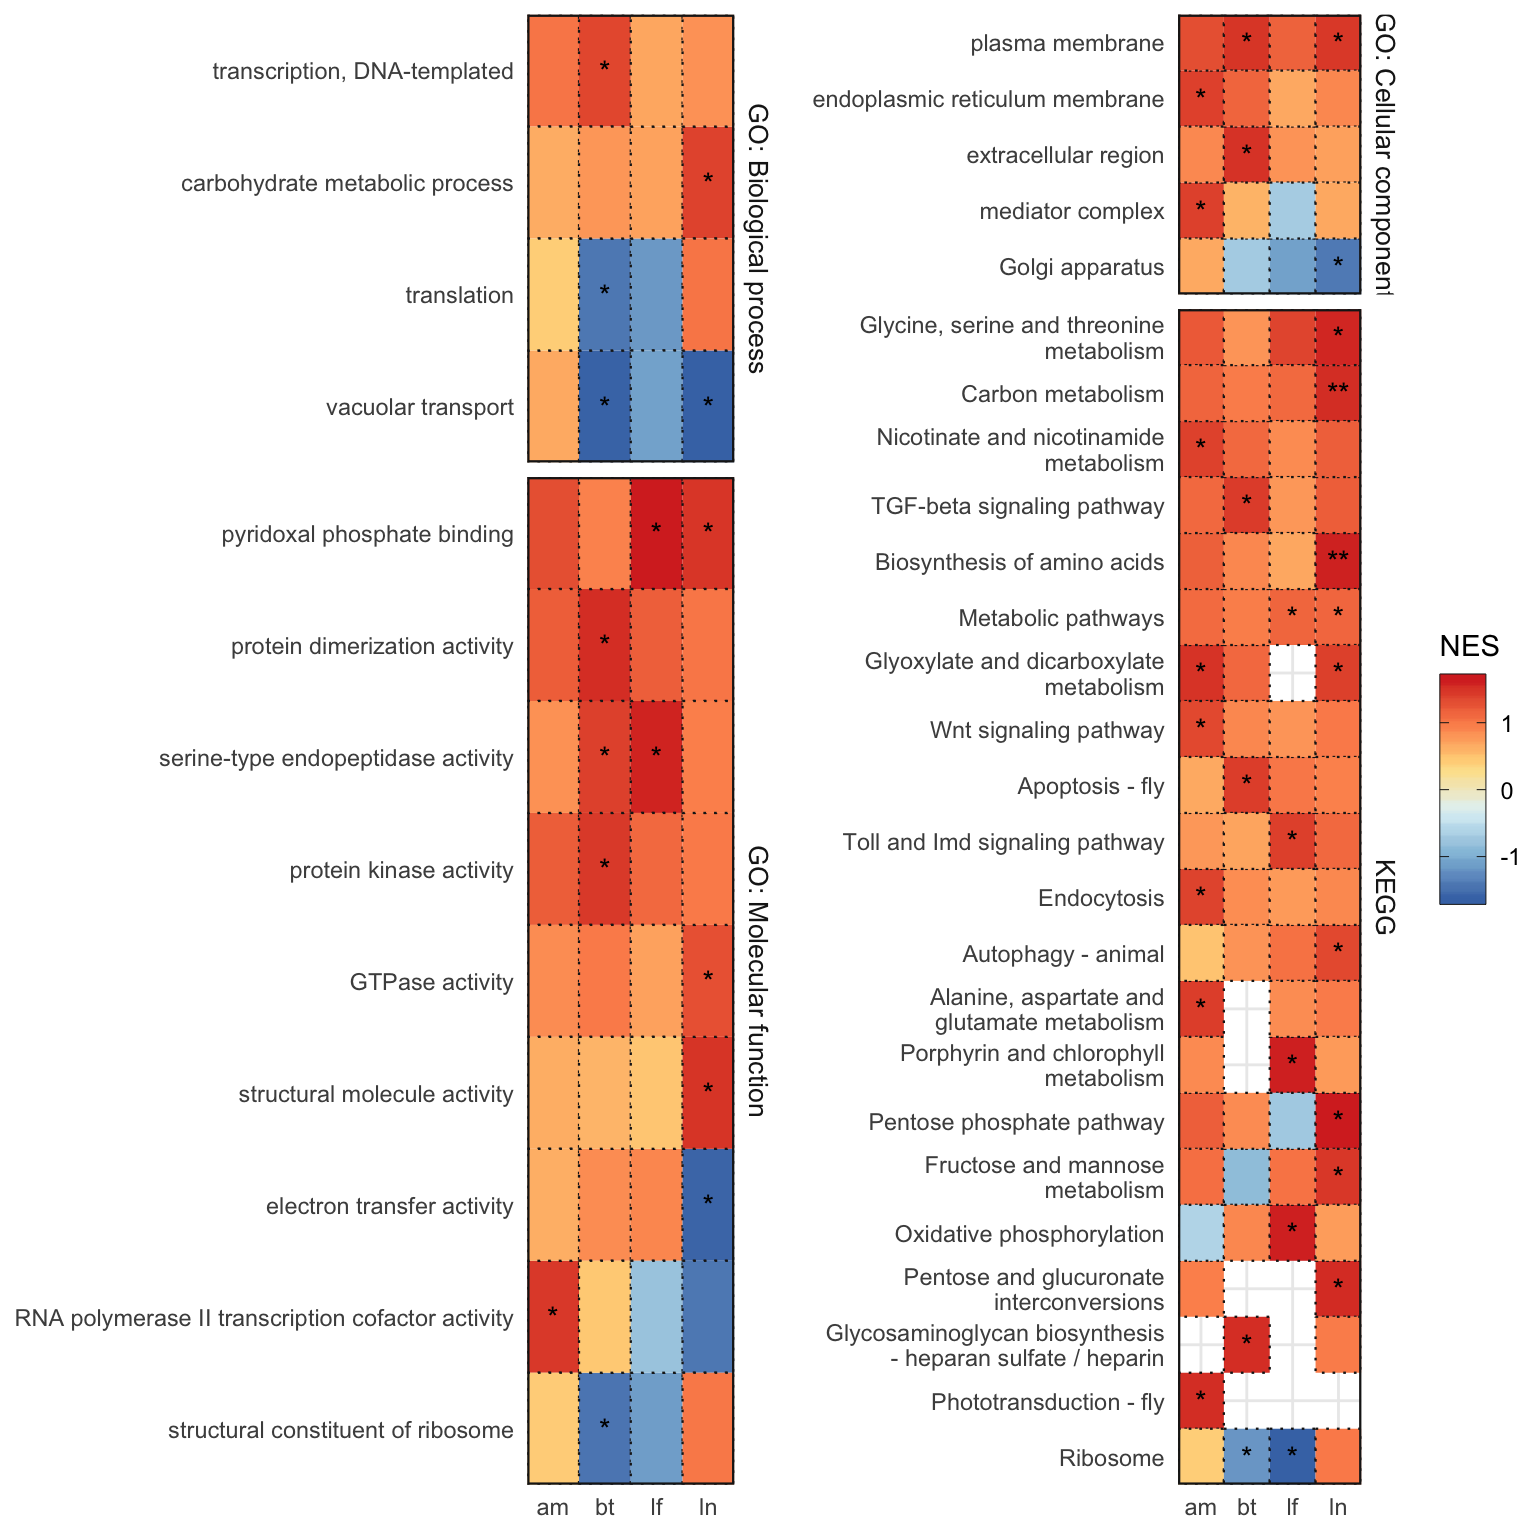 transcription, DNA-templated
*
carbohydrate metabolic process
*
translation
*
vacuolar transport
* *
GO: Biological process
pyridoxal phosphate binding
* *
protein dimerization activity
*
serine-type endopeptidase activity
* *
protein kinase activity
*
GTPase activity
*
structural molecule activity
*
electron transfer activity
*
RNA polymerase II transcription cofactor activity
*
structural constituent of ribosome
*
GO: Molecular function
am bt lf ln
plasma membrane
* *
endoplasmic reticulum membrane
*
extracellular region
*
mediator complex
*
Golgi apparatus
*
GO: Cellular component
Glycine, serine and threonine
metabolism
*
Carbon metabolism
**
Nicotinate and nicotinamide
metabolism
*
TGF-beta signaling pathway
*
Biosynthesis of amino acids
**
Metabolic pathways
* *
Glyoxylate and dicarboxylate
metabolism
* *
Wnt signaling pathway
*
Apoptosis - fly
*
Toll and Imd signaling pathway
*
Endocytosis
*
Autophagy - animal
*
Alanine, aspartate and
glutamate metabolism
*
Porphyrin and chlorophyll
metabolism
*
Pentose phosphate pathway
*
Fructose and mannose
metabolism
*
Oxidative phosphorylation
*
Pentose and glucuronate
interconversions
*
Glycosaminoglycan biosynthesis
- heparan sulfate / heparin
*
Phototransduction - fly
*
Ribosome
* *
KEGG
am bt lf ln
NES
1
0
-1